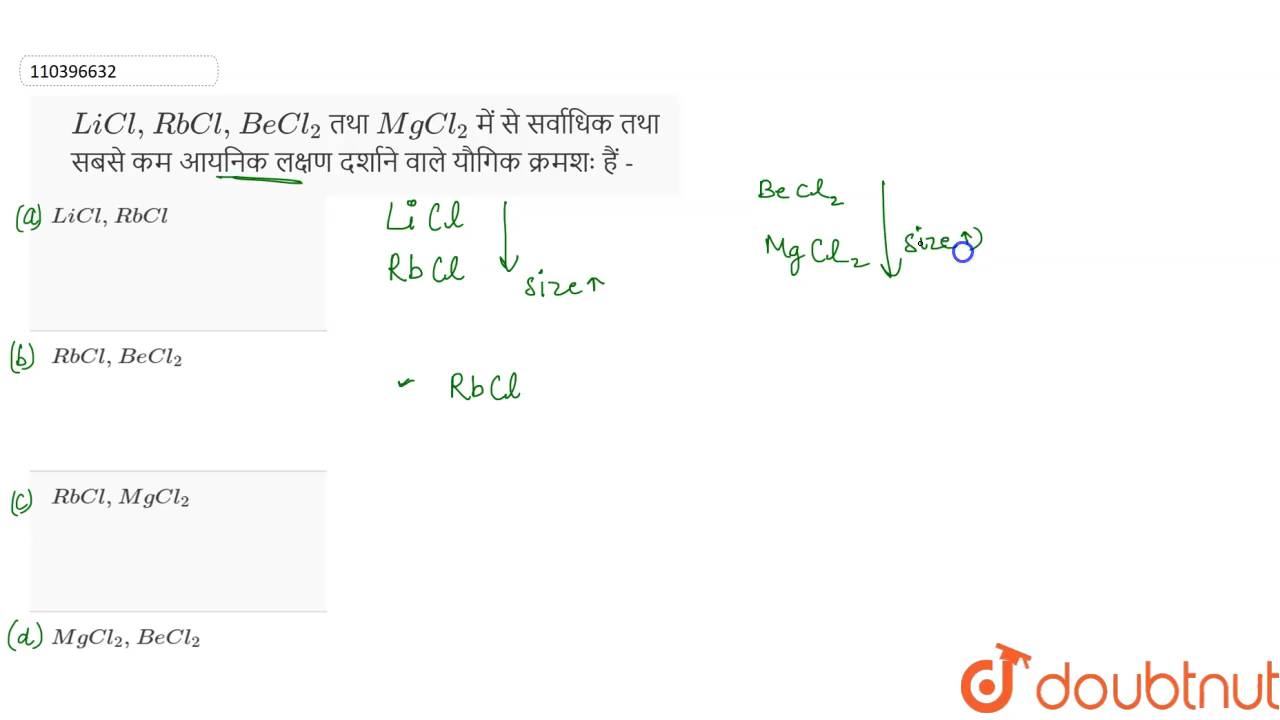 110396632
LiCl, RbCl, BeCl₂ तथा MgCl₂ में से सर्वाधिक तथा
सबसे कम आयनिक लक्षण दर्शाने वाले यौगिक क्रमशः हैं -
(a) LiCl, RbCl
LiCl
RbCl
size↑
BeCl₂
MgCl₂
size↑)
(b) RbCl, BeCl₂
✓ RbCl
(c) RbCl, MgCl₂
(d) MgCl₂, BeCl₂
doubtnut